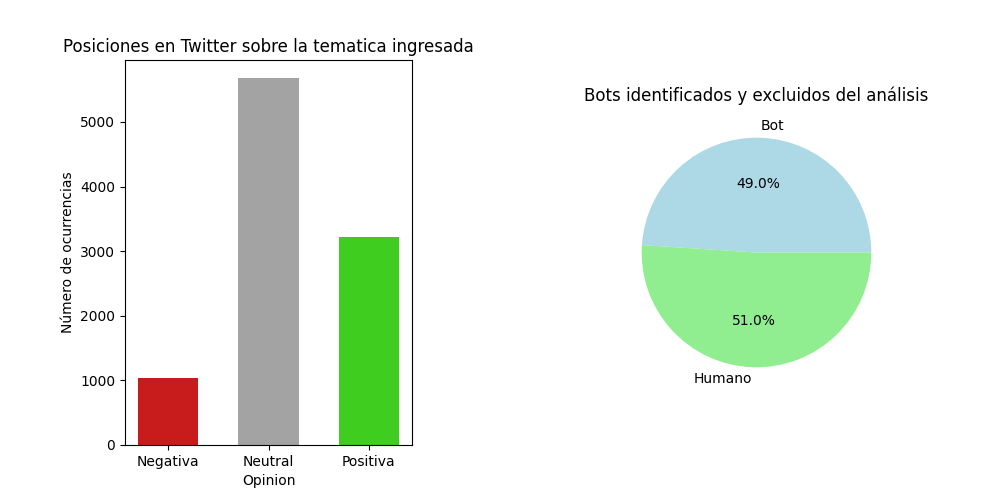 Posiciones en Twitter sobre la tematica ingresada
Número de ocurrencias
5000
4000
3000
2000
1000
0
Negativa
Neutral
Positiva
Opinion
Bots identificados y excluidos del análisis
Bot
49.0%
51.0%
Humano